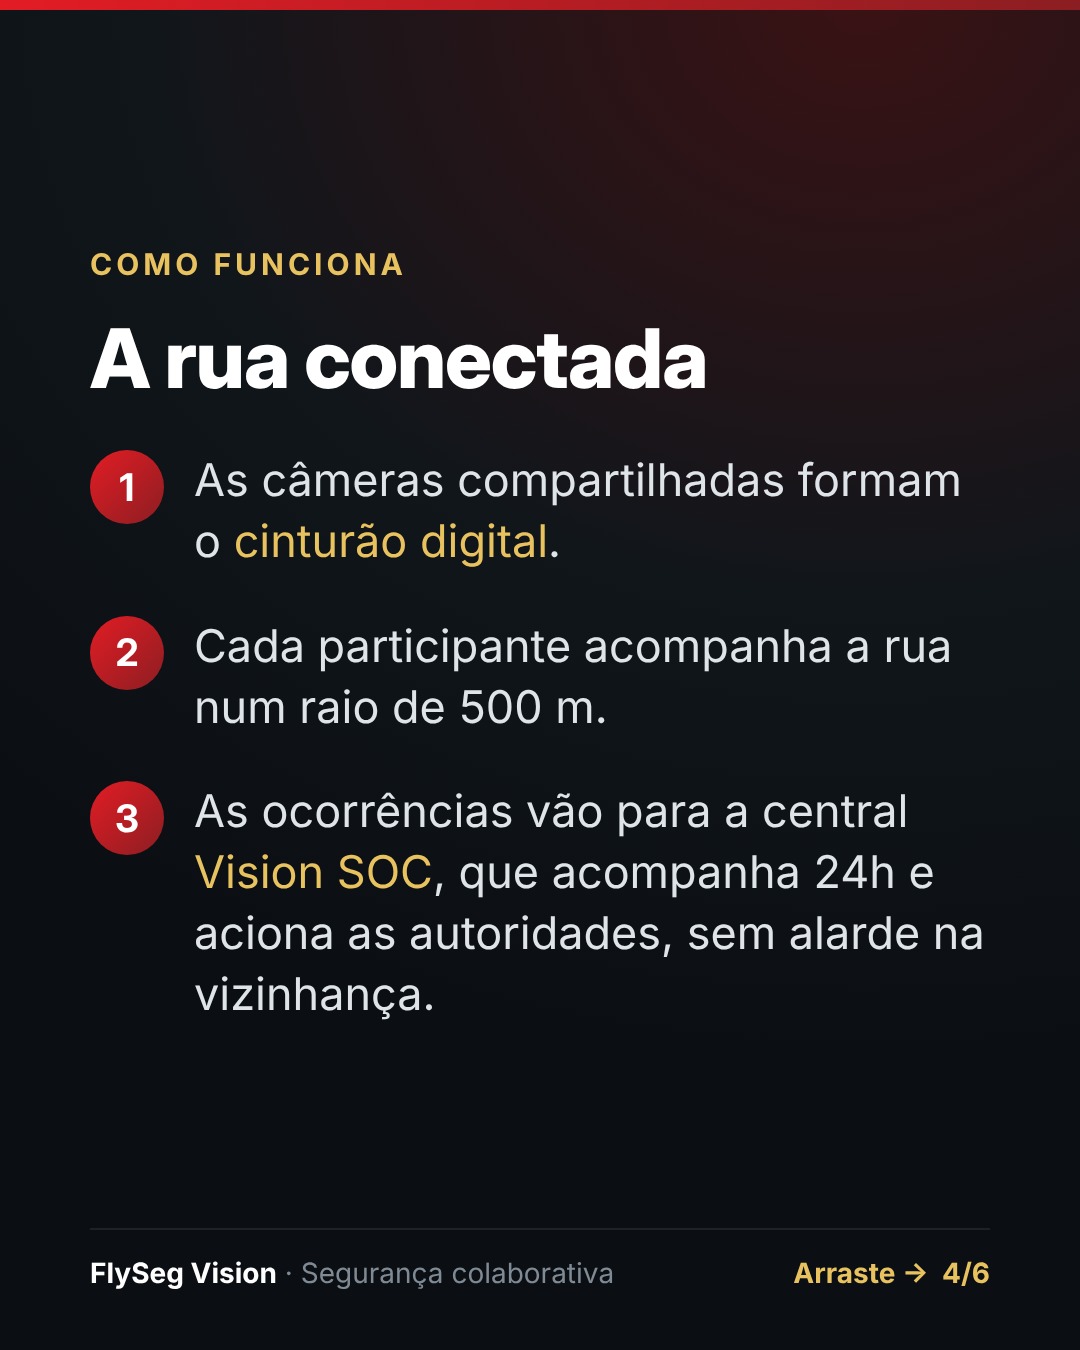 COMO FUNCIONA
A rua conectada
1 As câmeras compartilhadas formam
o cinturão digital.
2 Cada participante acompanha a rua
num raio de 500 m.
3 As ocorrências vão para a central
Vision SOC, que acompanha 24h e
aciona as autoridades, sem alarde na
vizinhança.
FlySeg Vision · Segurança colaborativa Arraste → 4/6